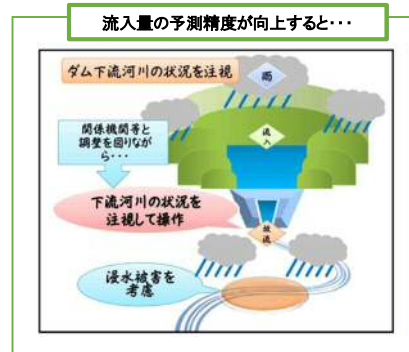 流入量の予測精度が向上すると・・・
ダム下流河川の状況を注視
雨
関係機関等と
調整を図りなが
ら・・・
流
入
下流河川の状況を
注視して操作
放
流
浸水被害を
考慮